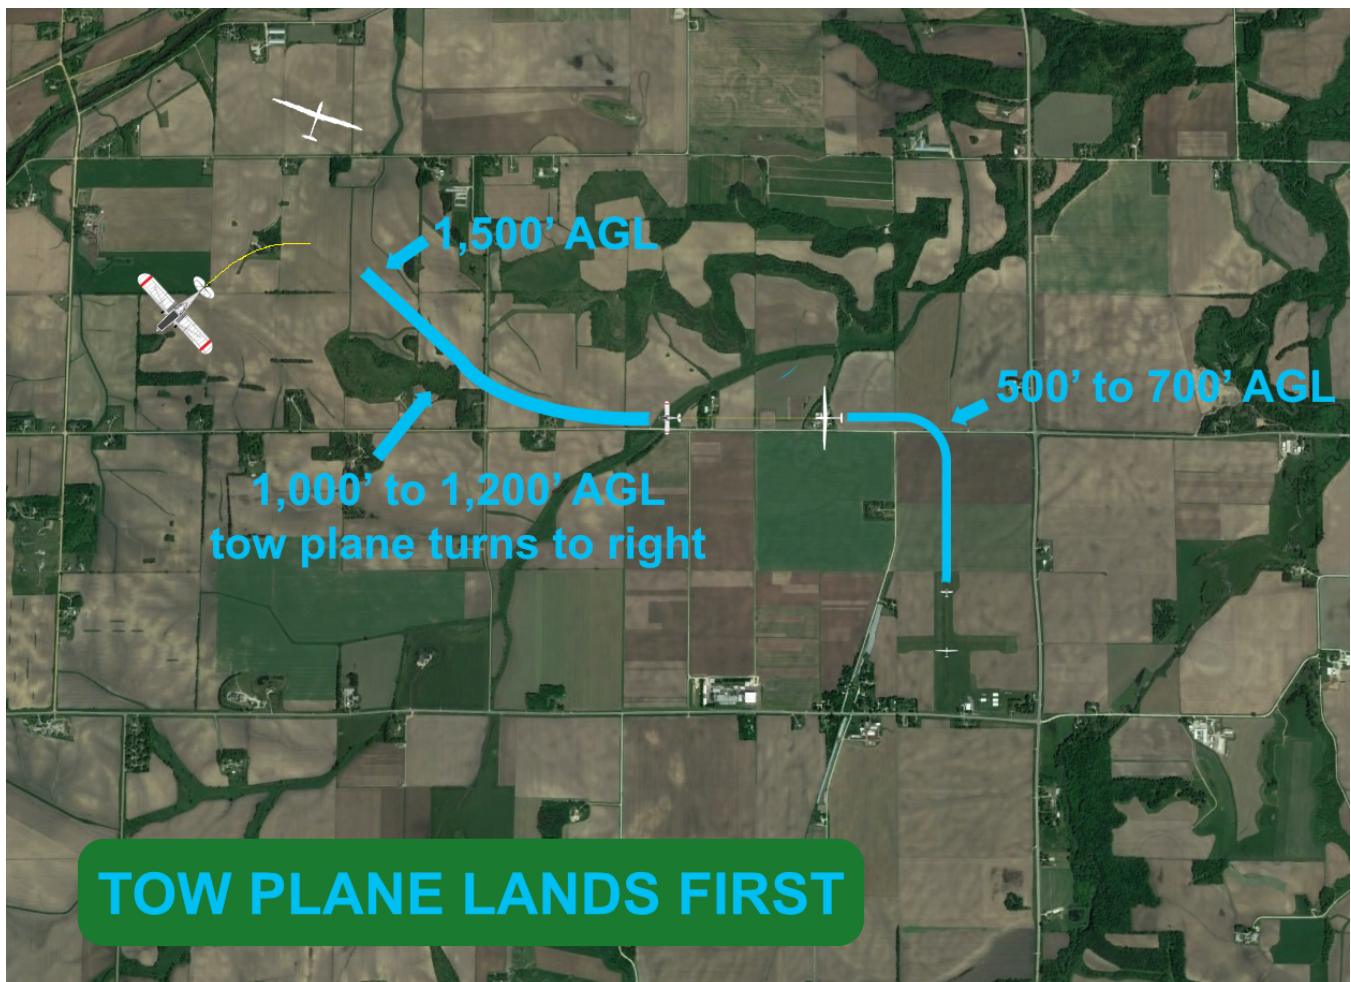 1,500’ AGL
500’ to 700’ AGL
1,000’ to 1,200’ AGL
tow plane turns to right
TOW PLANE LANDS FIRST